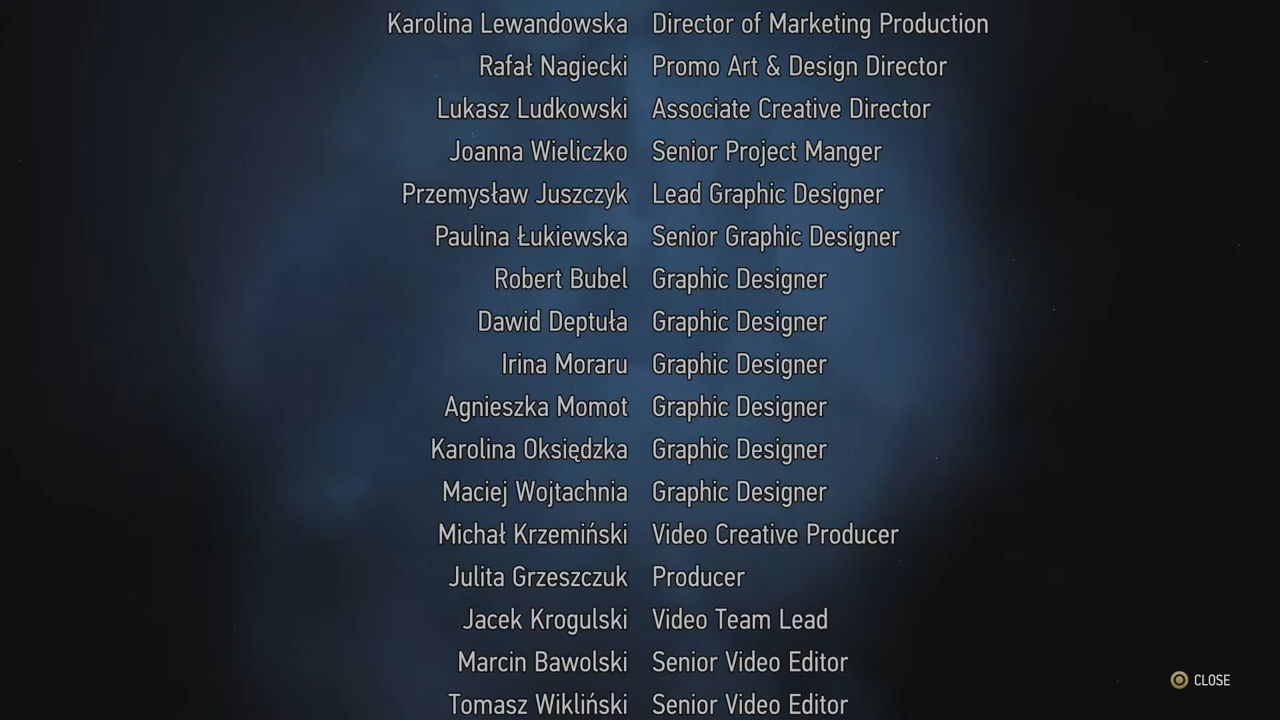 Karolina Lewandowska Director of Marketing Production
Rafał Nagiecki Promo Art & Design Director
Lukasz Ludkowski Associate Creative Director
Joanna Wieliczko Senior Project Manger
Przemysław Juszczyk Lead Graphic Designer
Paulina Łukiewska Senior Graphic Designer
Robert Bubel Graphic Designer
Dawid Deptuła Graphic Designer
Irina Moraru Graphic Designer
Agnieszka Momot Graphic Designer
Karolina Oksiędzka Graphic Designer
Maciej Wojtachnia Graphic Designer
Michał Krzemiński Video Creative Producer
Julita Grzeszczuk Producer
Jacek Krogulski Video Team Lead
Marcin Bawolski Senior Video Editor
Tomasz Wikliński Senior Video Editor
CLOSE